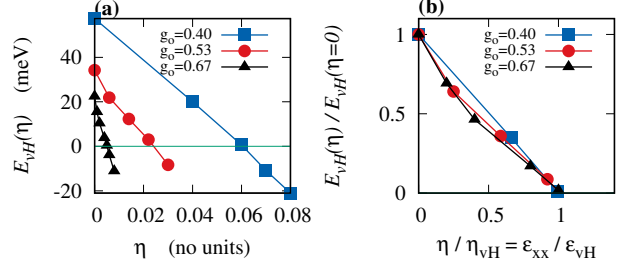 (a)
g_o=0.40
g_o=0.53
g_o=0.67
E_vH(η) (meV)
40
20
0
-20
0
0.02
0.04
0.06
0.08
η (no units)
(b)
g_o=0.40
g_o=0.53
g_o=0.67
E_vH(η) / E_vH(η=0)
1
0.5
0
0
0.5
1
η / η_vH = ε_xx / ε_vH